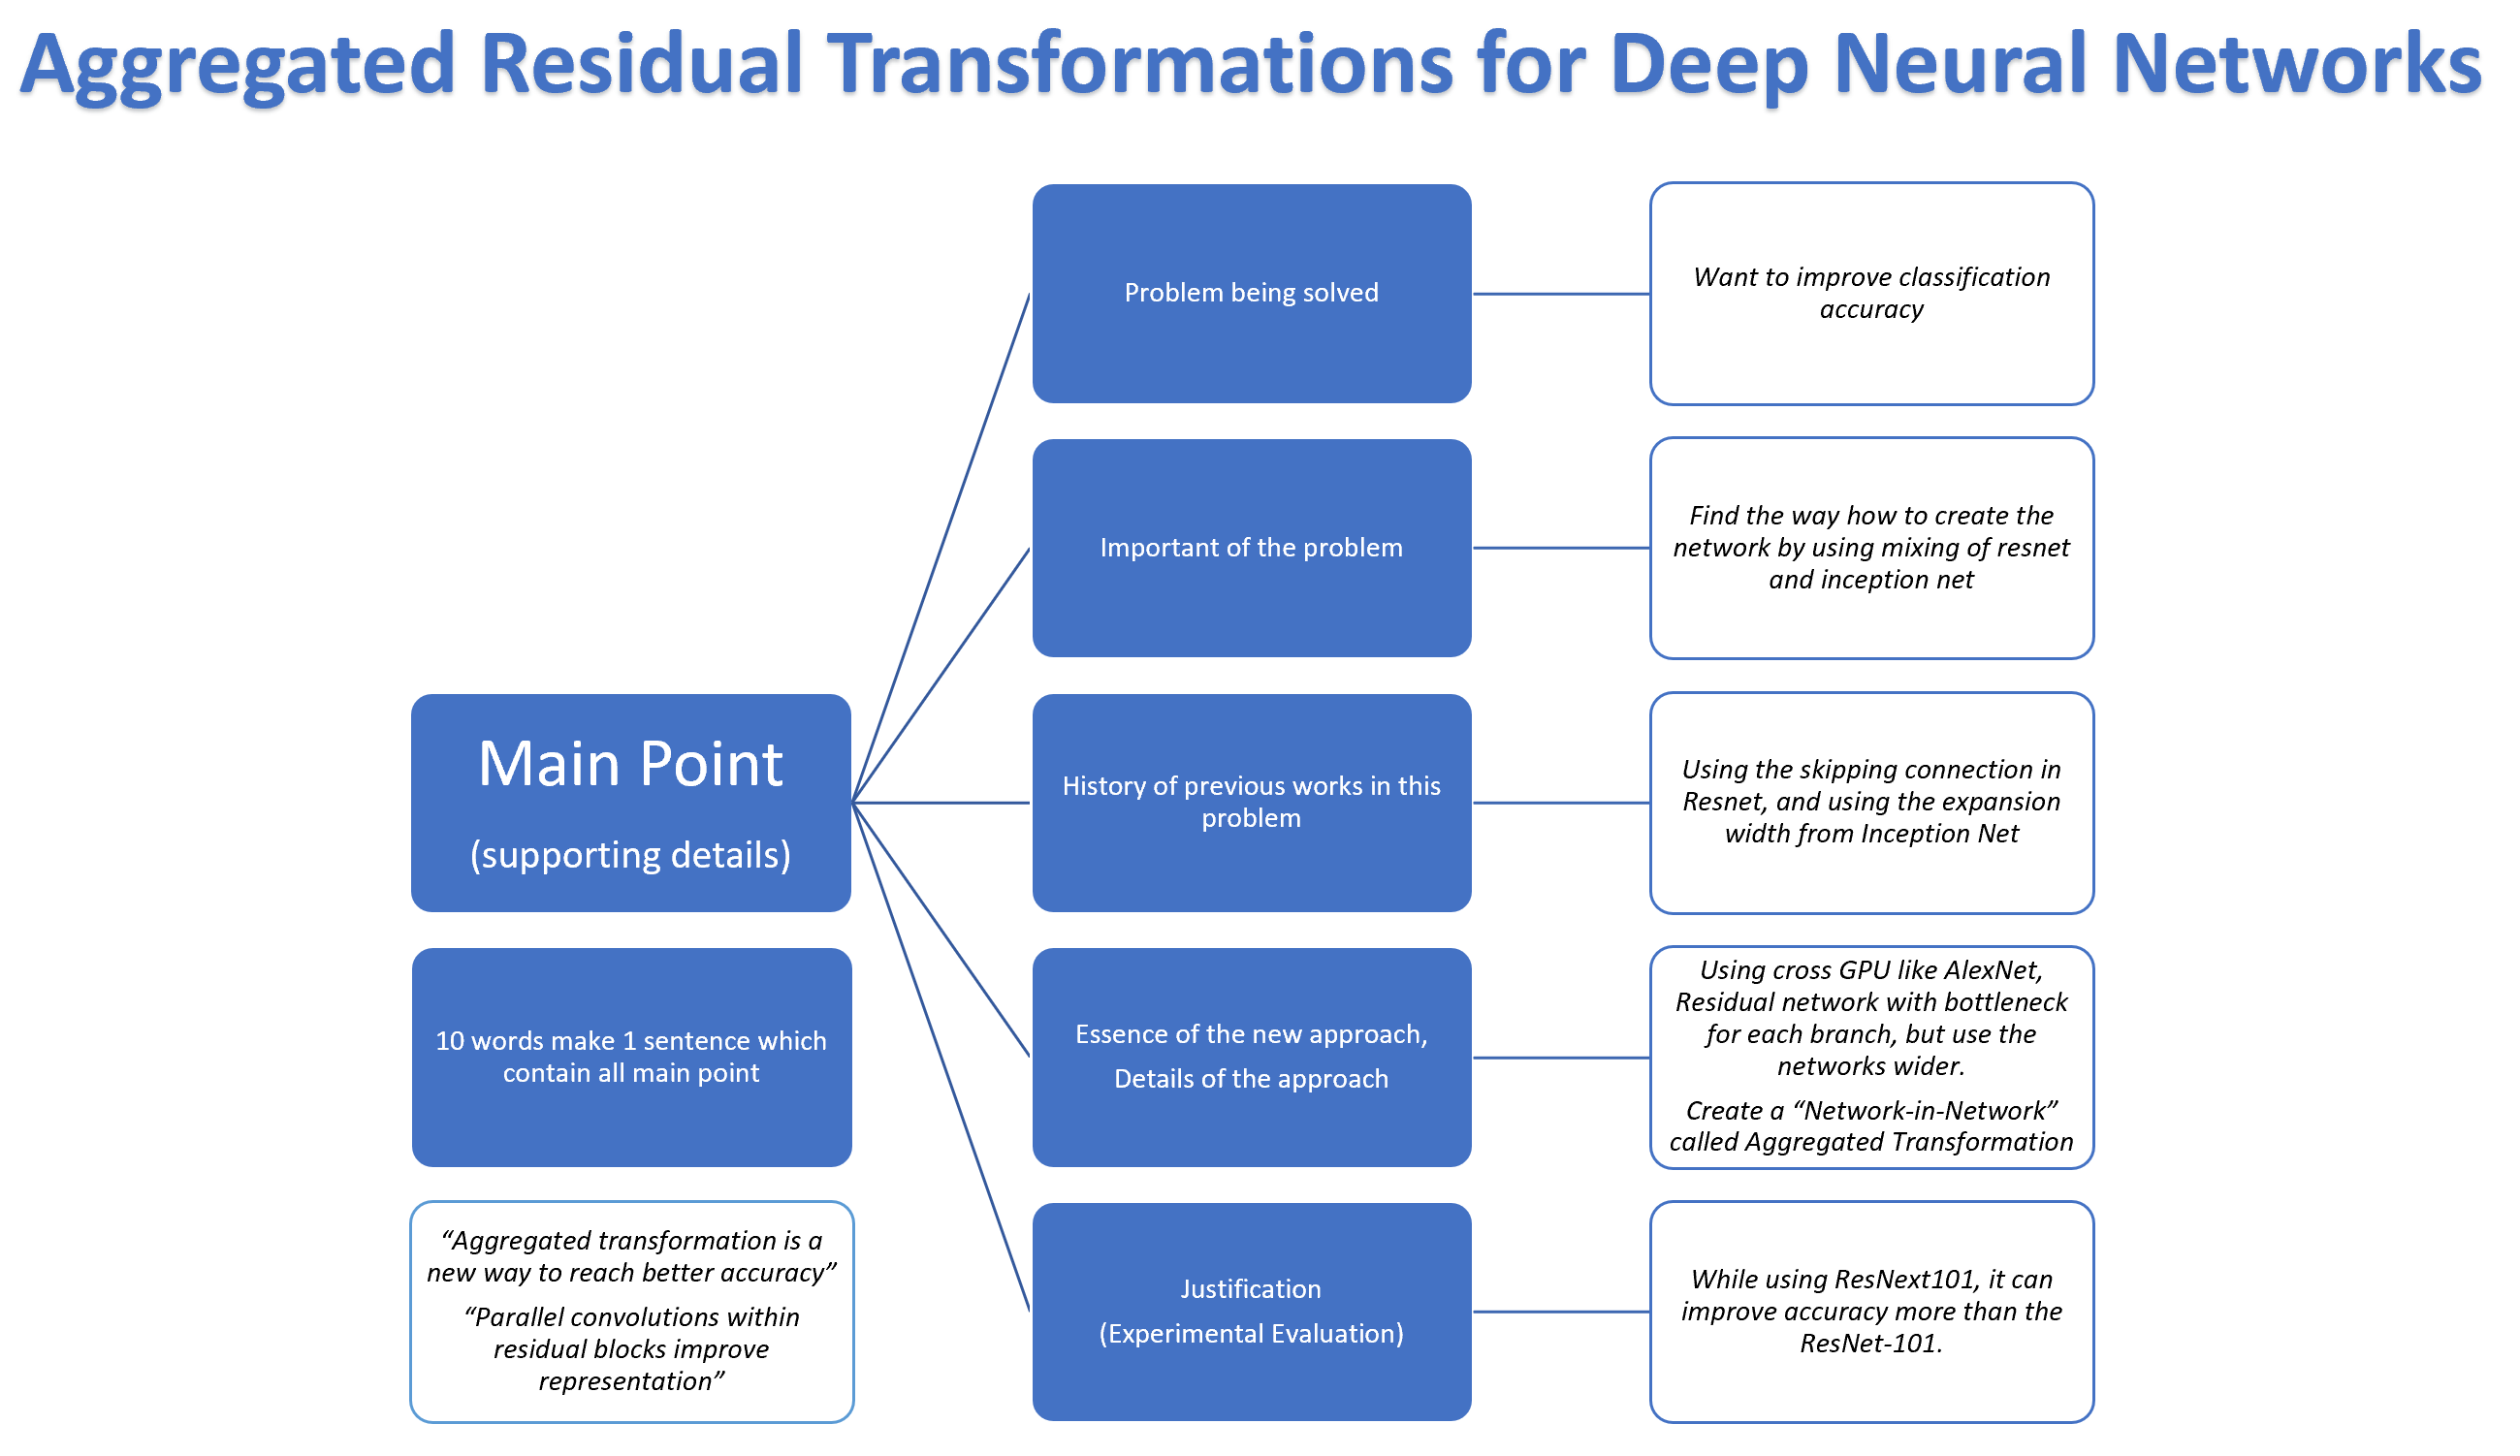 Aggregated Residual Transformations for Deep Neural Networks
Main Point
(supporting details)
10 words make 1 sentence which
contain all main point
“Aggregated transformation is a
new way to reach better accuracy”
“Parallel convolutions within
residual blocks improve
representation”
Problem being solved
Want to improve classification
accuracy
Important of the problem
Find the way how to create the
network by using mixing of resnet
and inception net
History of previous works in this
problem
Using the skipping connection in
Resnet, and using the expansion
width from Inception Net
Essence of the new approach,
Details of the approach
Using cross GPU like AlexNet,
Residual network with bottleneck
for each branch, but use the
networks wider.
Create a “Network-in-Network”
called Aggregated Transformation
Justification
(Experimental Evaluation)
While using ResNext101, it can
improve accuracy more than the
ResNet-101.